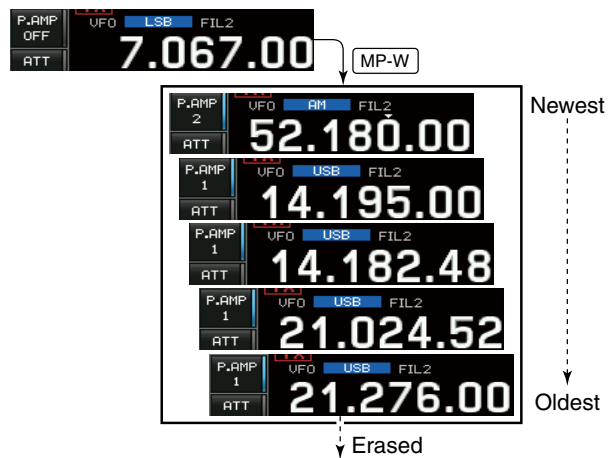 P.AMP OFF VFO LSB FIL2
ATT 7.067.00
MP-W
Newest
P.AMP 2 VFO AM FIL2
ATT 52.180.00
P.AMP 1 VFO USB FIL2
ATT 14.195.00
P.AMP 1 VFO USB FIL2
ATT 14.182.48
P.AMP 1 VFO USB FIL2
ATT 21.024.52
P.AMP 1 VFO USB FIL2
ATT 21.276.00
Oldest
Erased